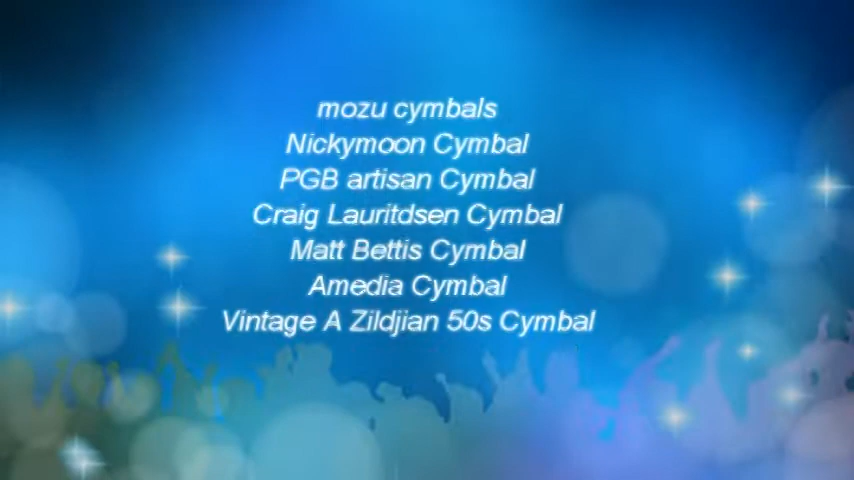 mozu cymbals
Nickymoon Cymbal
PGB artisan Cymbal
Craig Lauritdsen Cymbal
Matt Bettis Cymbal
Amedia Cymbal
Vintage A Zildjian 50s Cymbal